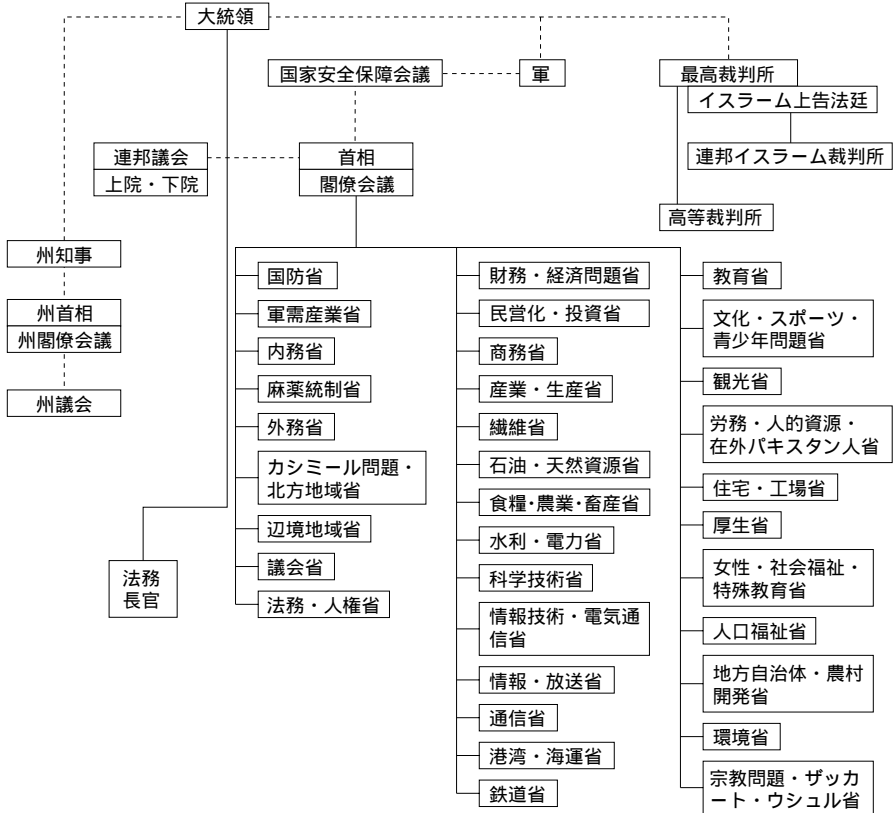 大統領
国家安全保障会議
軍
最高裁判所
イスラーム上告法廷
連邦議会
上院・下院
首相
閣僚会議
連邦イスラーム裁判所
高等裁判所
州知事
州首相
州閣僚会議
州議会
法務
長官
国防省
軍需産業省
内務省
麻薬統制省
外務省
カシミール問題・
北方地域省
辺境地域省
議会省
法務・人権省
財務・経済問題省
民営化・投資省
商務省
産業・生産省
繊維省
石油・天然資源省
食糧・農業・畜産省
水利・電力省
科学技術省
情報技術・電気通
信省
情報・放送省
通信省
港湾・海運省
鉄道省
教育省
文化・スポーツ・
青少年問題省
観光省
労務・人的資源・
在外パキスタン人省
住宅・工場省
厚生省
女性・社会福祉・
特殊教育省
人口福祉省
地方自治体・農村
開発省
環境省
宗教問題・ザッカ
ート・ウシュル省